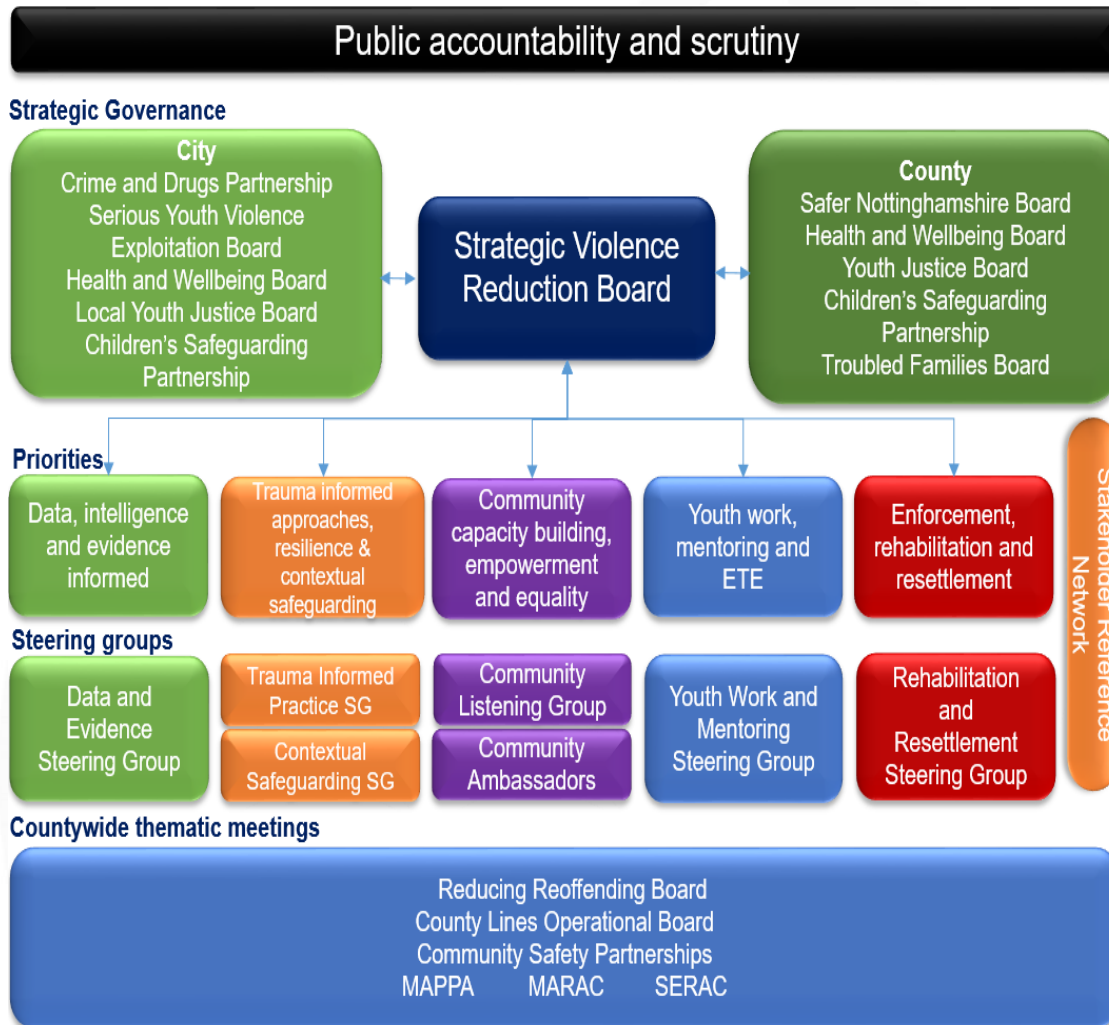 Public accountability and scrutiny
Strategic Governance
City
Crime and Drugs Partnership
Serious Youth Violence
Exploitation Board
Health and Wellbeing Board
Local Youth Justice Board
Children's Safeguarding
Partnership
Strategic Violence
Reduction Board
County
Safer Nottinghamshire Board
Health and Wellbeing Board
Youth Justice Board
Children's Safeguarding
Partnership
Troubled Families Board
Priorities
Data, intelligence
and evidence
informed
Trauma informed
approaches,
resilience &
contextual
safeguarding
Community
capacity building,
empowerment
and equality
Youth work,
mentoring and
ETE
Enforcement,
rehabilitation and
resettlement
Stakeholder Reference
Network
Steering groups
Data and
Evidence
Steering Group
Trauma Informed
Practice SG
Contextual
Safeguarding SG
Community
Listening Group
Community
Ambassadors
Youth Work and
Mentoring
Steering Group
Rehabilitation
and
Resettlement
Steering Group
Countywide thematic meetings
Reducing Reoffending Board
County Lines Operational Board
Community Safety Partnerships
MAPPA MARAC SERAC